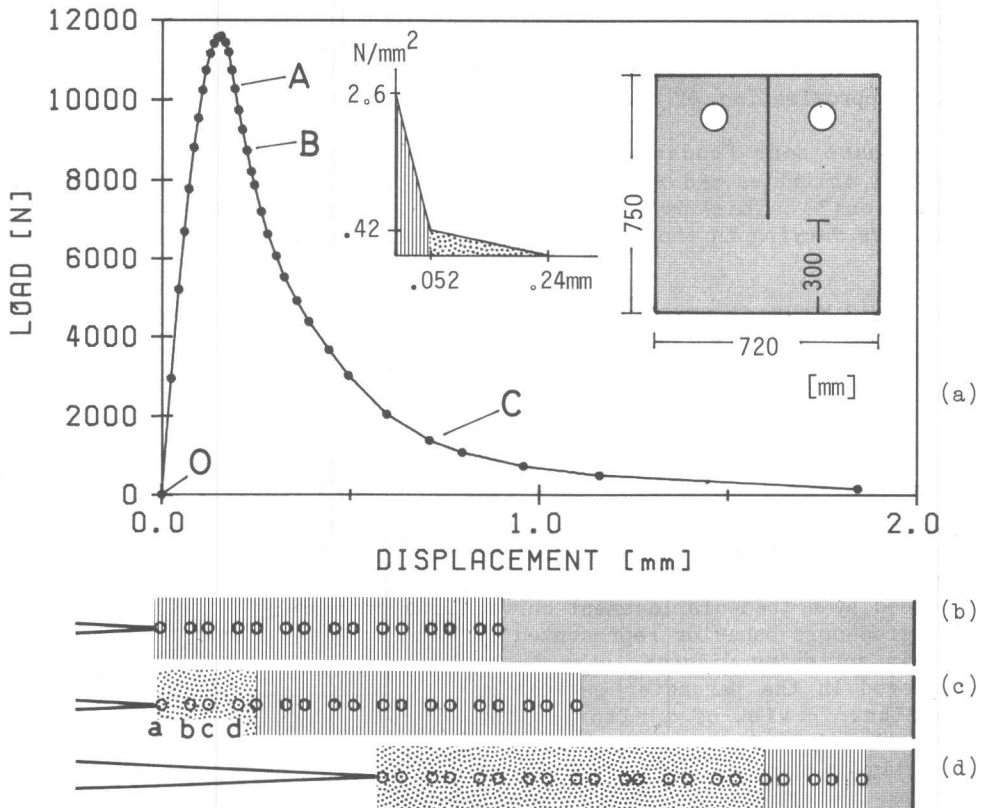 12000
10000
8000
6000
4000
2000
0
LØAD [N]
0.0
1.0
2.0
DISPLACEMENT [mm]
A
B
C
O
N/mm2
2.6
.42
.052
.24mm
750
300
720
[mm]
(a)
(b)
(c)
a b c d
(d)